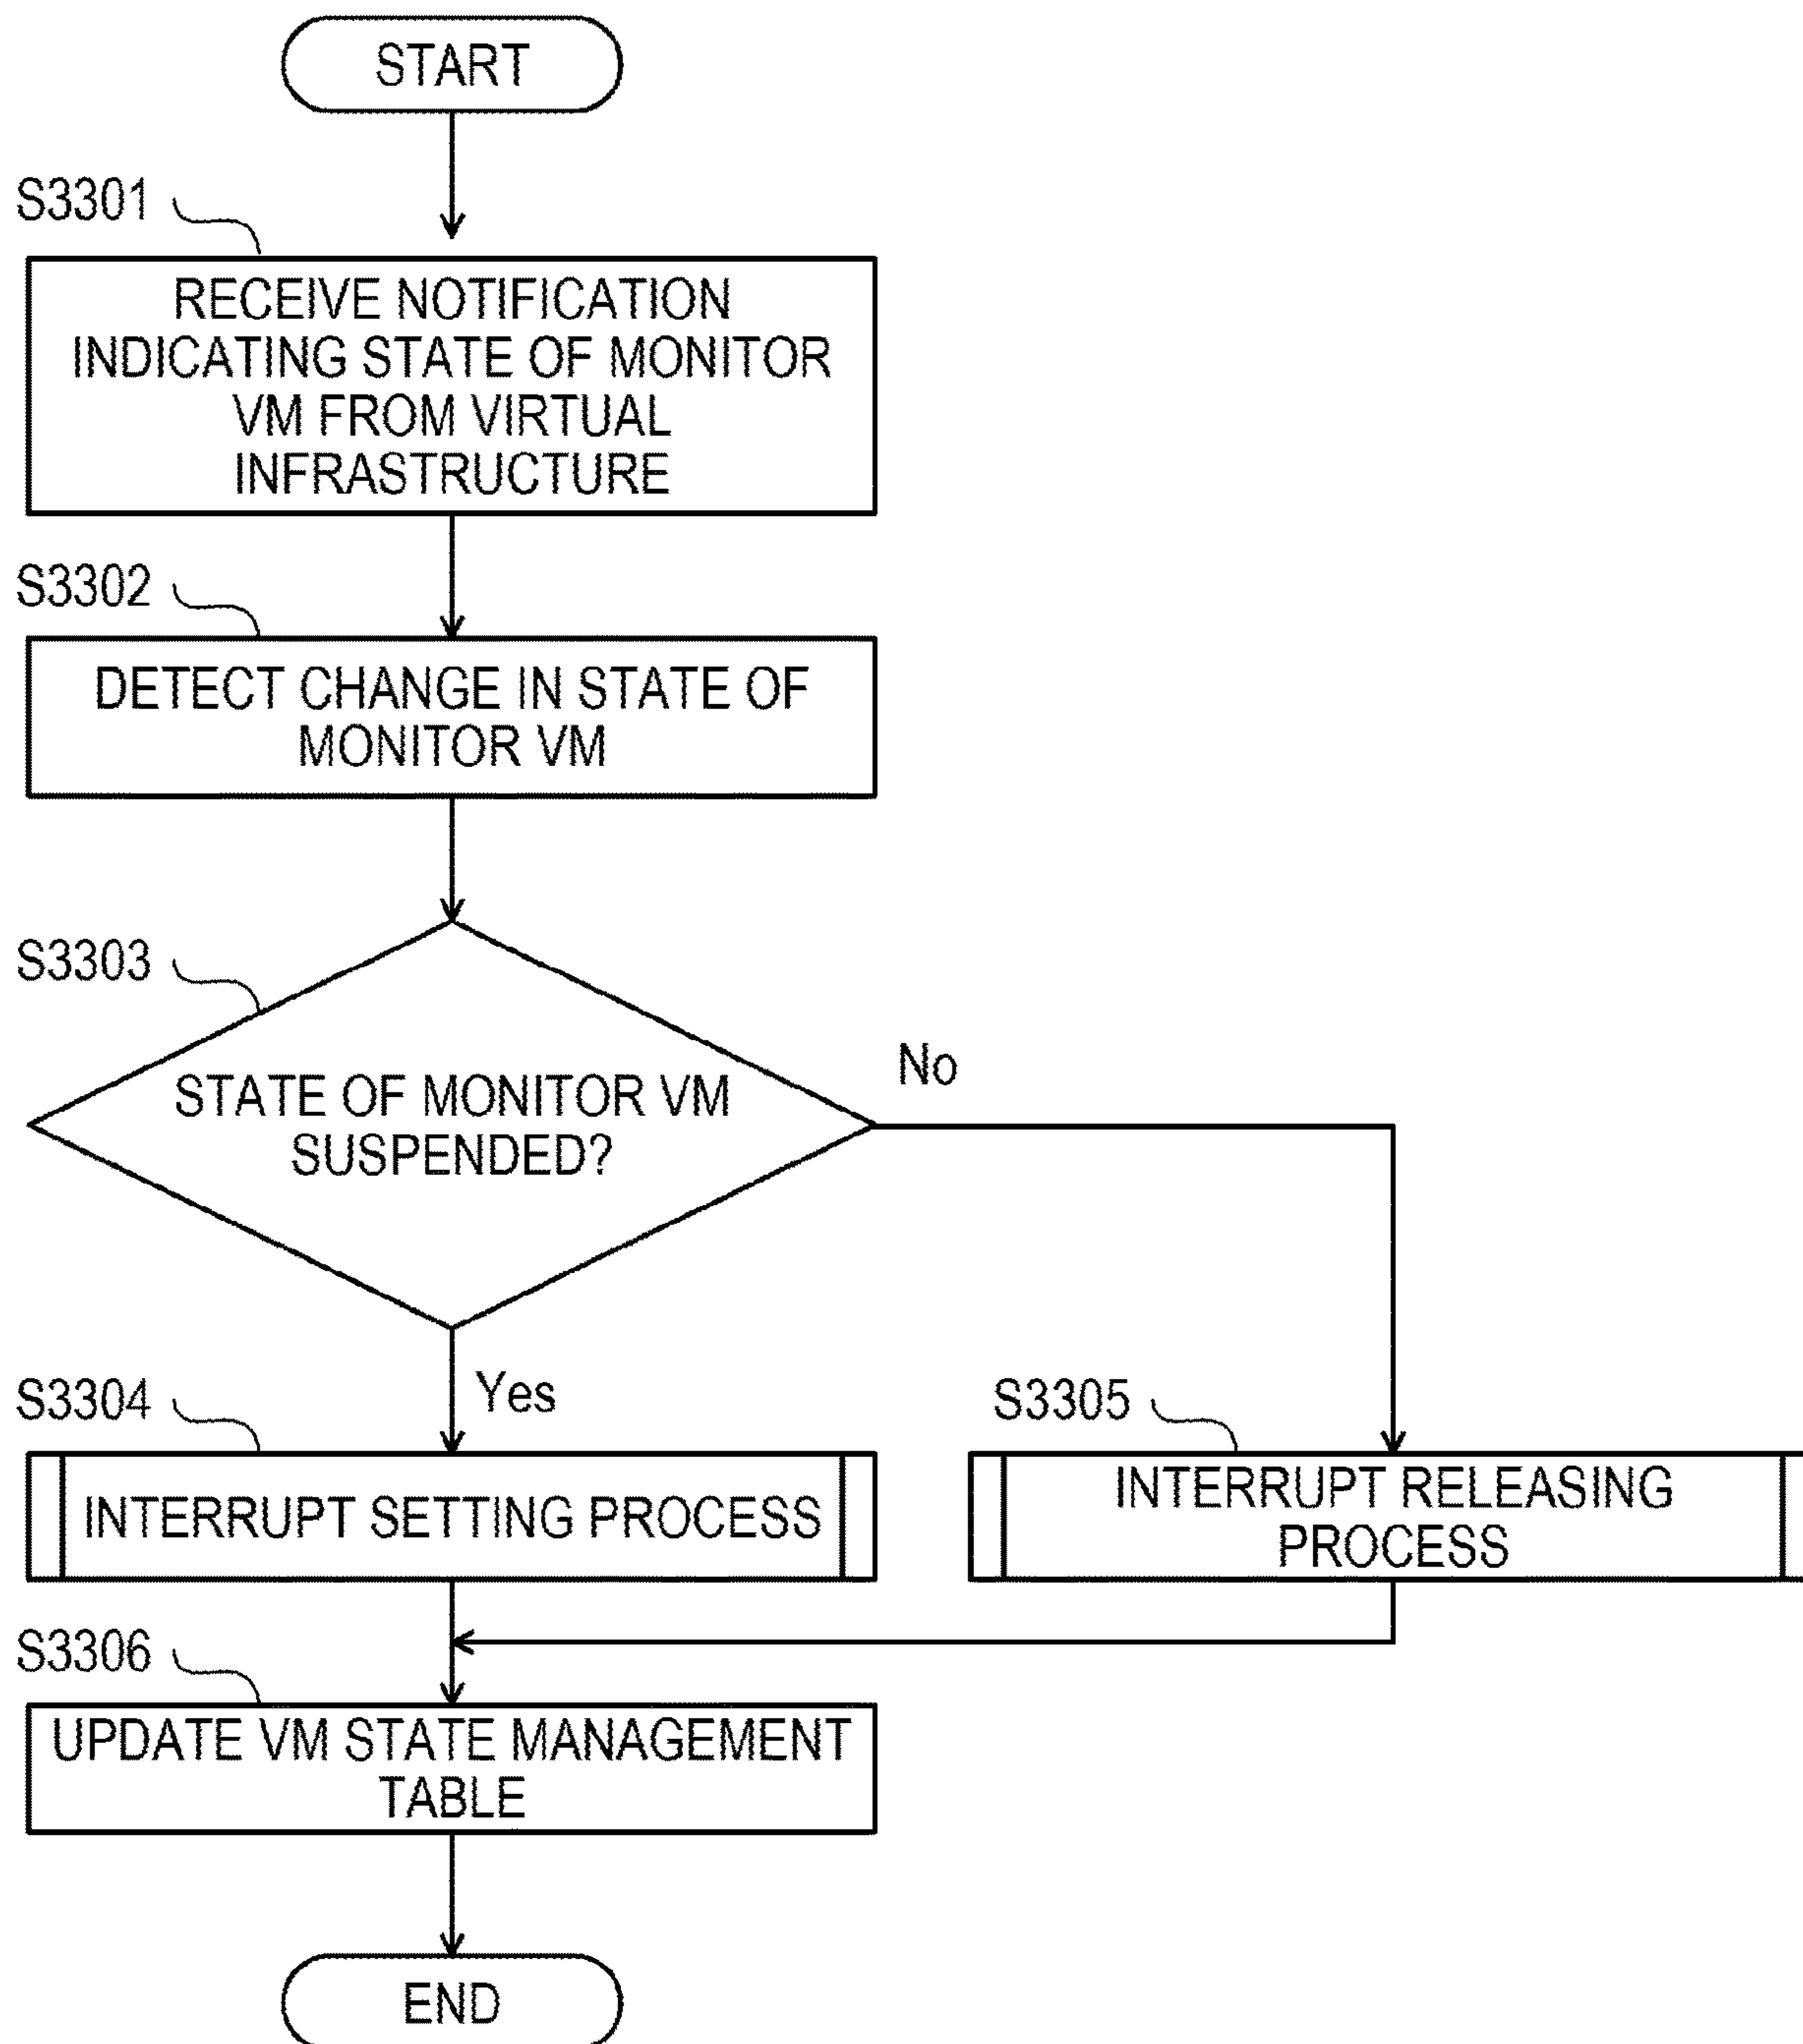 START
S3301
RECEIVE NOTIFICATION
INDICATING STATE OF MONITOR
VM FROM VIRTUAL
INFRASTRUCTURE
S3302
DETECT CHANGE IN STATE OF
MONITOR VM
S3303
STATE OF MONITOR VM
SUSPENDED?
No
Yes
S3304
INTERRUPT SETTING PROCESS
S3305
INTERRUPT RELEASING
PROCESS
S3306
UPDATE VM STATE MANAGEMENT
TABLE
END